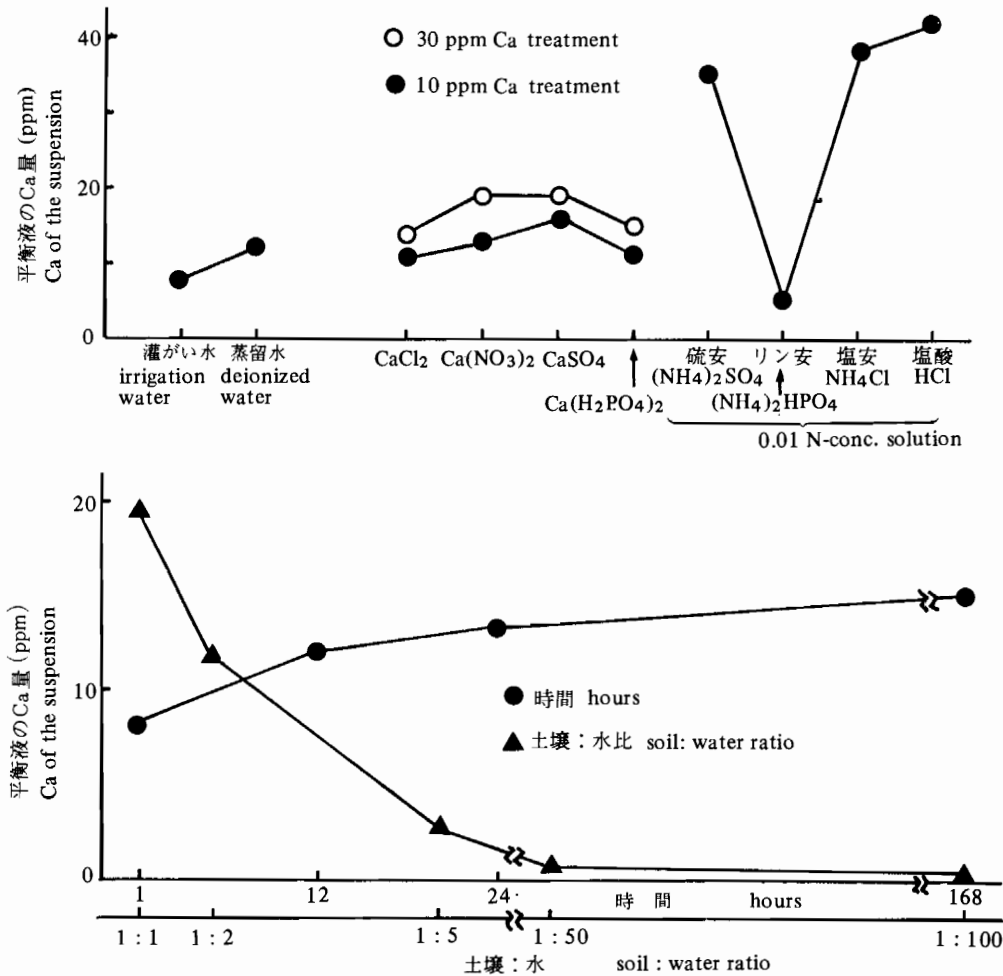 平衡液のCa量 (ppm)
Ca of the suspension
40
20
0
30 ppm Ca treatment
10 ppm Ca treatment
灌がい水
irrigation
water
蒸留水
deionized
water
CaCl2
Ca(NO3)2
CaSO4
Ca(H2PO4)2
硫安
(NH4)2SO4
リン安
(NH4)2HPO4
塩安
NH4Cl
塩酸
HCl
0.01 N-conc. solution
平衡液のCa量 (ppm)
Ca of the suspension
20
10
0
時間 hours
土壌：水比 soil: water ratio
1 12 24 時間 hours 168
1 : 1 1 : 2 1 : 5 1 : 50 1 : 100
土壌：水 soil : water ratio